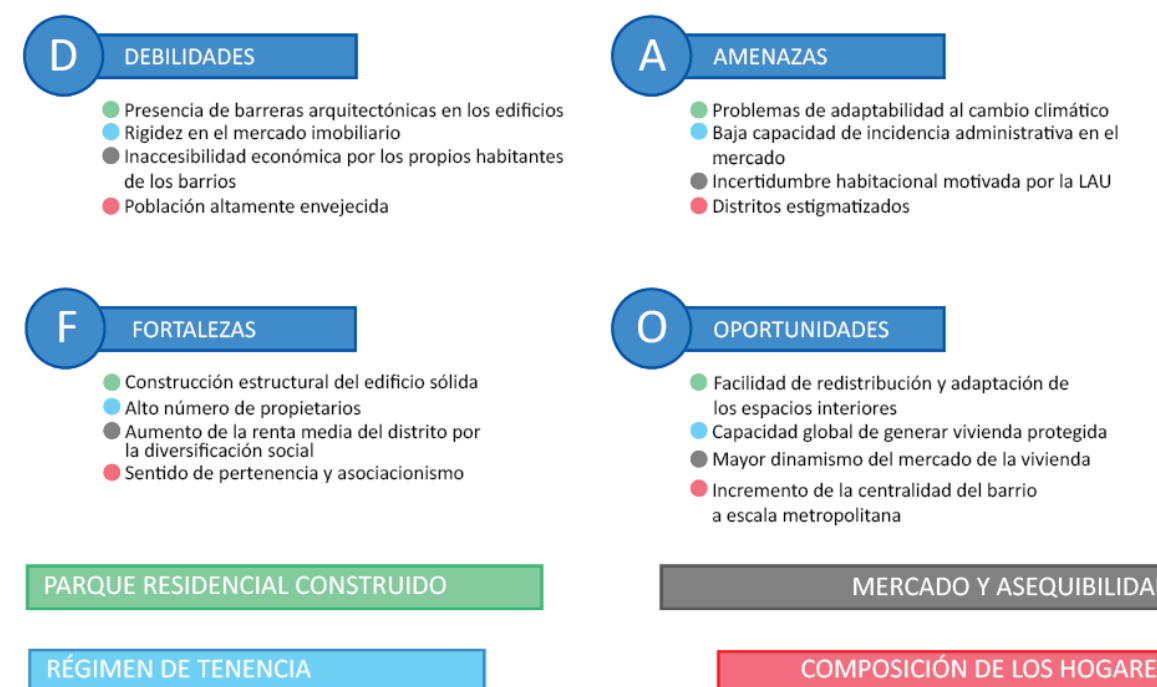 D
DEBILIDADES
Presencia de barreras arquitectónicas en los edificios
Rigidez en el mercado imobiliario
Inaccesibilidad económica por los propios habitantes
de los barrios
Población altamente envejecida
A
AMENAZAS
Problemas de adaptabilidad al cambio climático
Baja capacidad de incidencia administrativa en el
mercado
Incertidumbre habitacional motivada por la LAU
Distritos estigmatizados
F
FORTALEZAS
Construcción estructural del edificio sólida
Alto número de propietarios
Aumento de la renta media del distrito por
la diversificación social
Sentido de pertenencia y asociacionismo
O
OPORTUNIDADES
Facilidad de redistribución y adaptación de
los espacios interiores
Capacidad global de generar vivienda protegida
Mayor dinamismo del mercado de la vivienda
Incremento de la centralidad del barrio
a escala metropolitana
PARQUE RESIDENCIAL CONSTRUIDO
MERCADO Y ASEQUIBILIDA
RÉGIMEN DE TENENCIA
COMPOSICIÓN DE LOS HOGARE